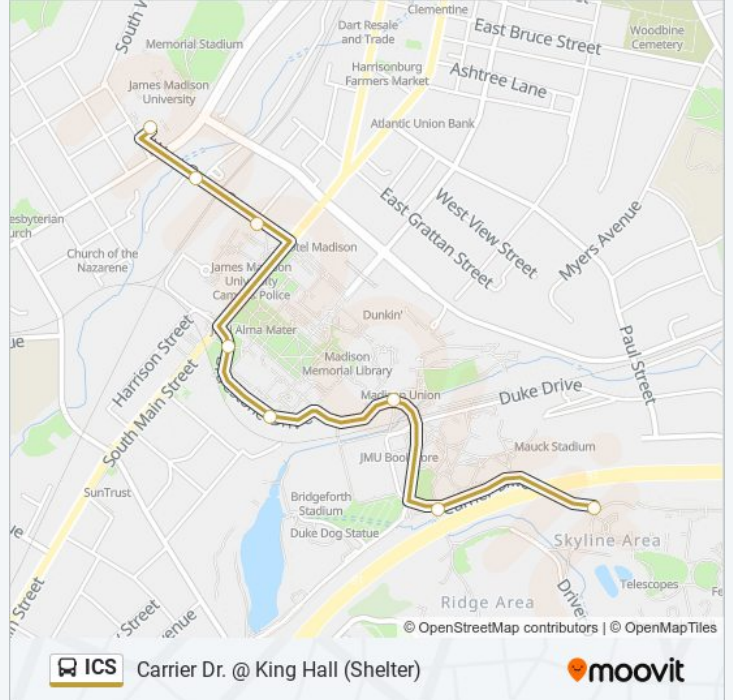 Clementine
Dart Resale
and Trade
East Bruce Street
Woodbine
Cemetery
South
Memorial Stadium
Harrisonburg
Farmers Market
Ashtree Lane
James Madison
University
Atlantic Union Bank
West View Street
East Grattan Street
Myers Avenue
Church of the
Nazarene
Madison
University
Police
Harrison Street
Alma Mater
Dunkin'
Madison
Memorial Library
Paul Street
South Main Street
Duke Drive
Mauck Stadium
SunTrust
Bridgeforth
Stadium
Duke Dog Statue
Skyline Area
Telescopes
Ridge Area
Drive
Street
© OpenStreetMap contributors | © OpenMapTiles
ICS
Carrier Dr. @ King Hall (Shelter)
moovit